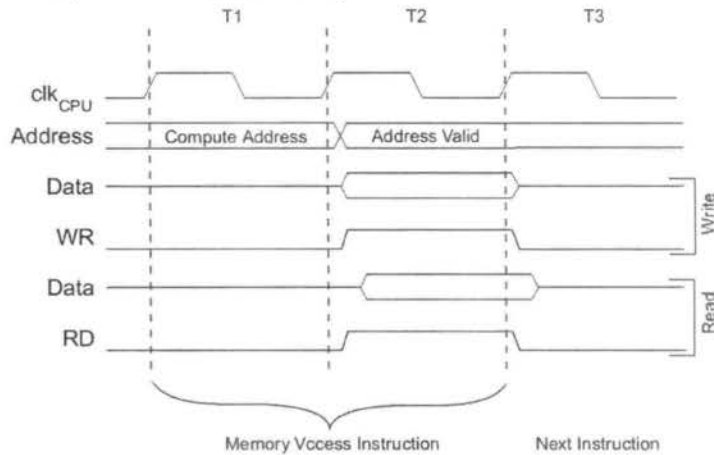 T1 T2 T3
clkCPU
Address Compute Address Address Valid
Data
WR
Write
Data
RD
Read
Memory Vccess Instruction Next Instruction